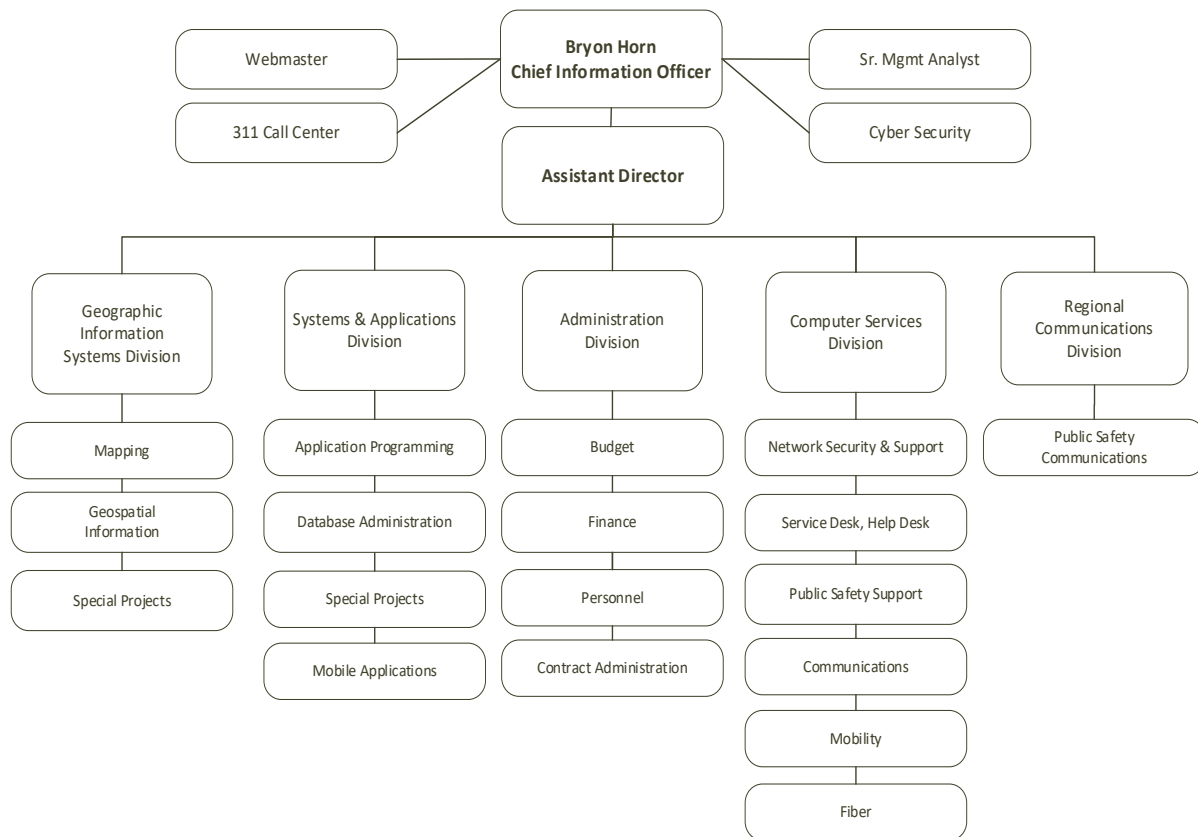 Webmaster
Bryon Horn
Chief Information Officer
Sr. Mgmt Analyst
311 Call Center
Cyber Security
Assistant Director
Geographic
Information
Systems Division
Systems & Applications
Division
Administration
Division
Computer Services
Division
Regional
Communications
Division
Mapping
Geospatial
Information
Special Projects
Application Programming
Database Administration
Special Projects
Mobile Applications
Budget
Finance
Personnel
Contract Administration
Network Security & Support
Service Desk, Help Desk
Public Safety Support
Communications
Mobility
Fiber
Public Safety
Communications